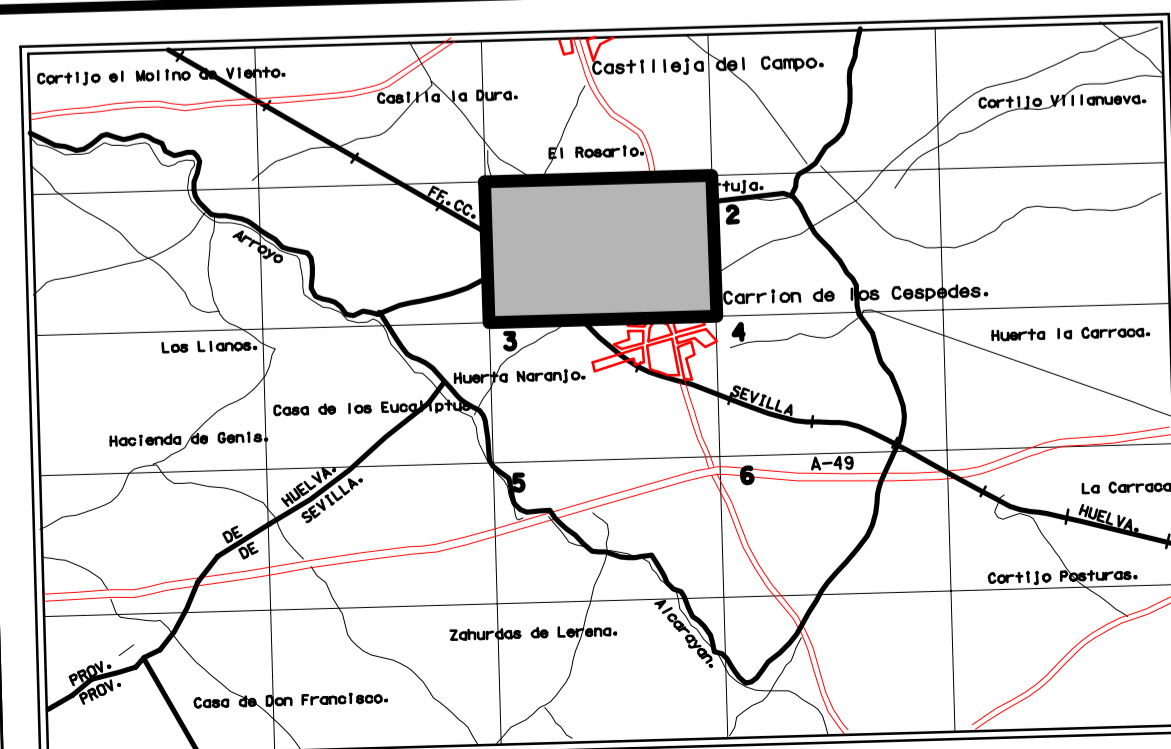 Castilleja del Campo.
Cortijo el Molino de Viento.
Casilla la Dura.
Cortijo Villanueva.
El Rosario.
FF.CC.
tuja.
2
Arroyo
Carrion de los Cespedes.
3
4
Los Llanos.
Huerta la Carraca.
Huerta Naranjo.
SEVILLA
Casa de los Eucaliptus
Hacienda de Genis.
A-49
5
6
HUELVA.
SEVILLA.
La Carraca
HUELVA.
DE
DE
Cortijo Posturas.
Zahurdas de Lerena.
Alcarayan.
PROV.
PROV.
Casa de Don Francisco.